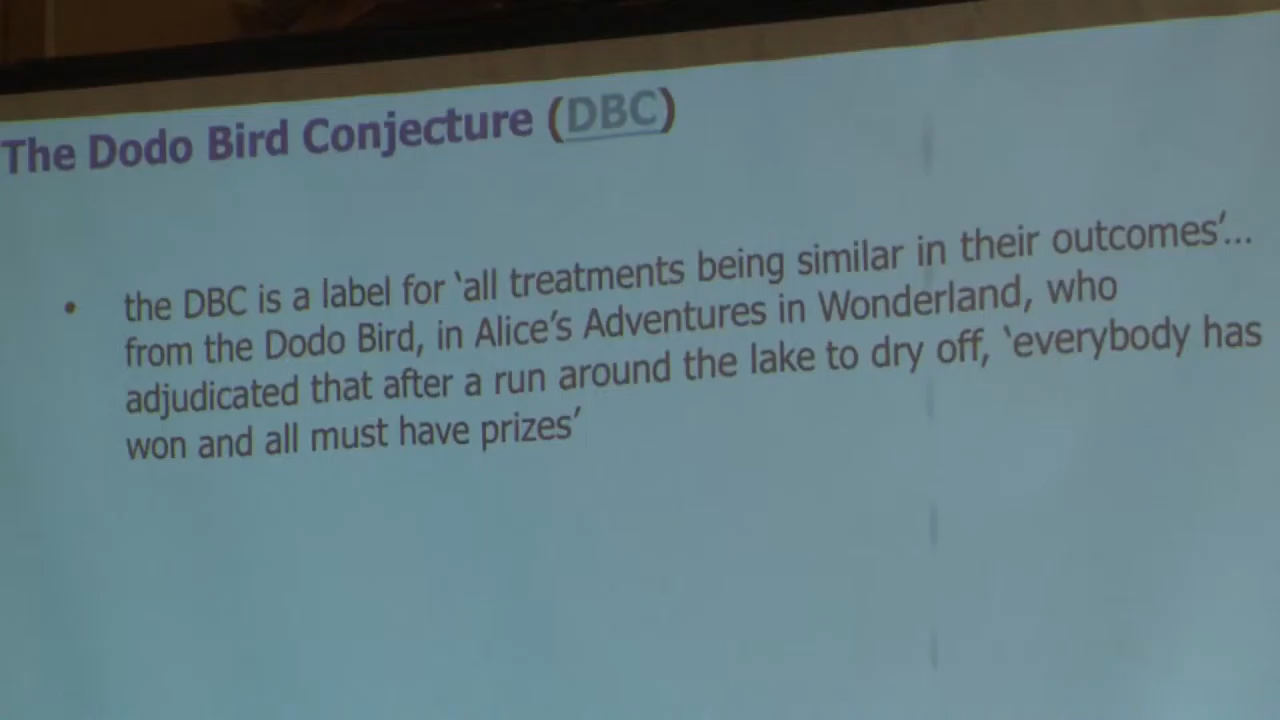 The Dodo Bird Conjecture (DBC)
• the DBC is a label for ‘all treatments being similar in their outcomes’...
from the Dodo Bird, in Alice’s Adventures in Wonderland, who
adjudicated that after a run around the lake to dry off, ‘everybody has
won and all must have prizes’